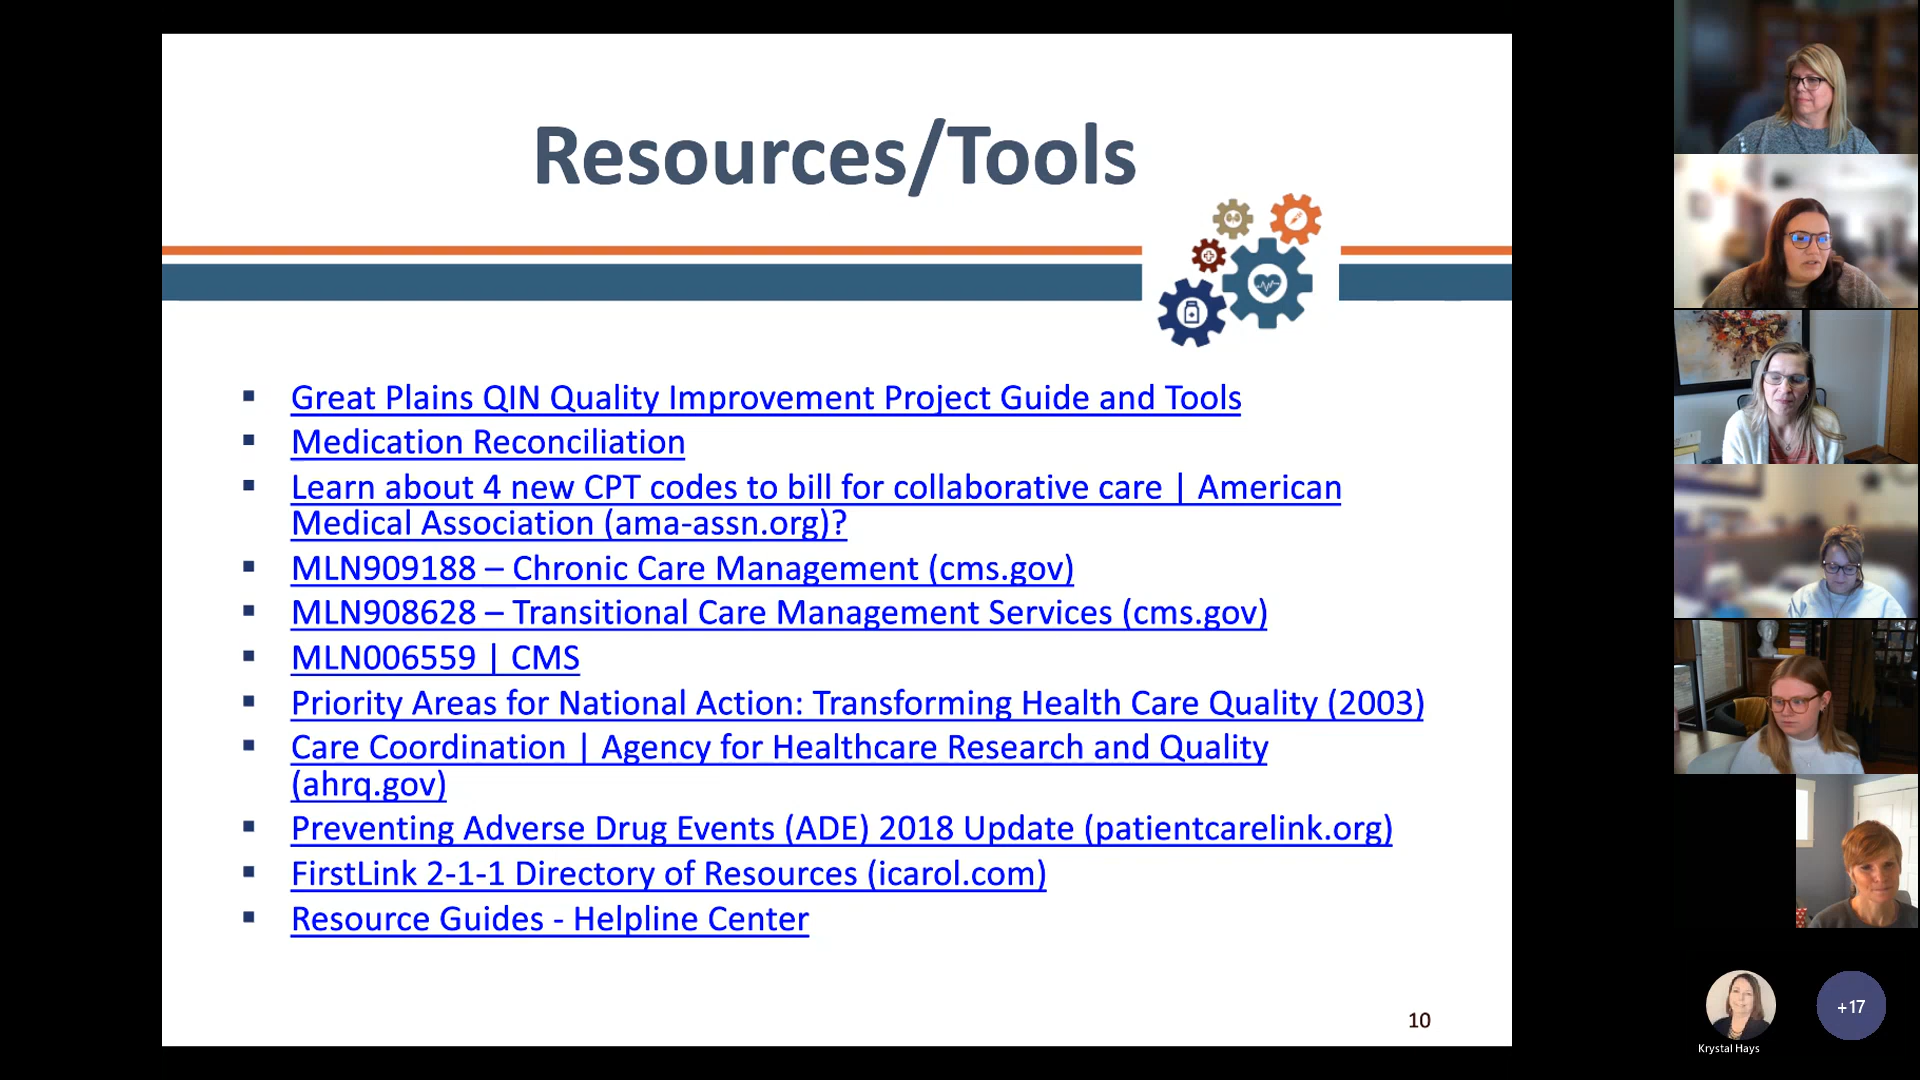 Resources/Tools
Great Plains QIN Quality Improvement Project Guide and Tools
Medication Reconciliation
Learn about 4 new CPT codes to bill for collaborative care | American
Medical Association (ama-assn.org)?
MLN909188 – Chronic Care Management (cms.gov)
MLN908628 – Transitional Care Management Services (cms.gov)
MLN006559 | CMS
Priority Areas for National Action: Transforming Health Care Quality (2003)
Care Coordination | Agency for Healthcare Research and Quality
(ahrq.gov)
Preventing Adverse Drug Events (ADE) 2018 Update (patientcarelink.org)
FirstLink 2-1-1 Directory of Resources (icarol.com)
Resource Guides - Helpline Center
10
+17
Krystal Hays